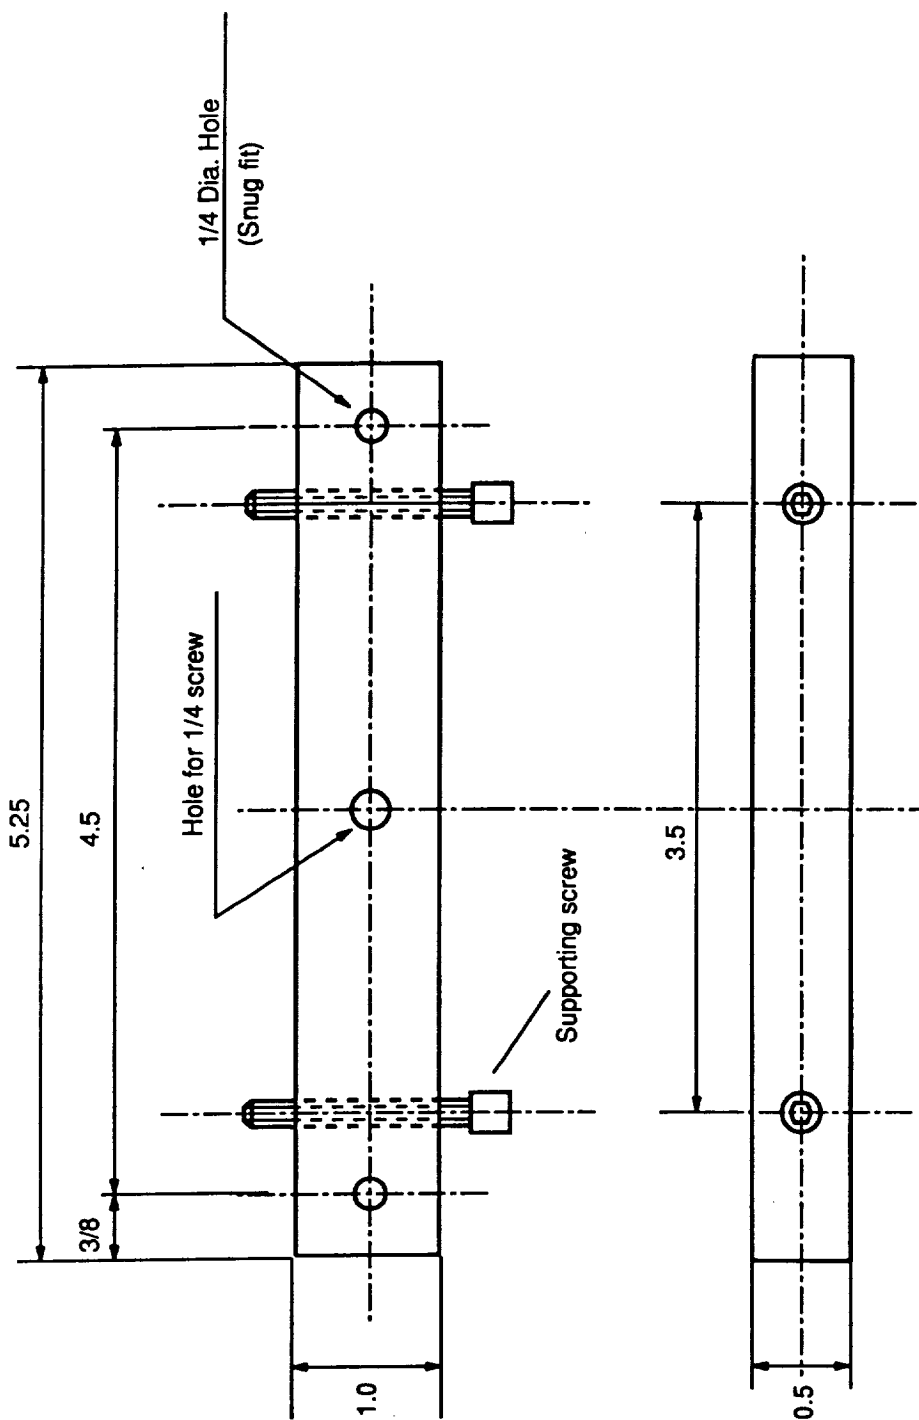 5.25
4.5
3/8
1/4 Dia. Hole
(Snug fit)
Hole for 1/4 screw
Supporting screw
1.0
3.5
0.5